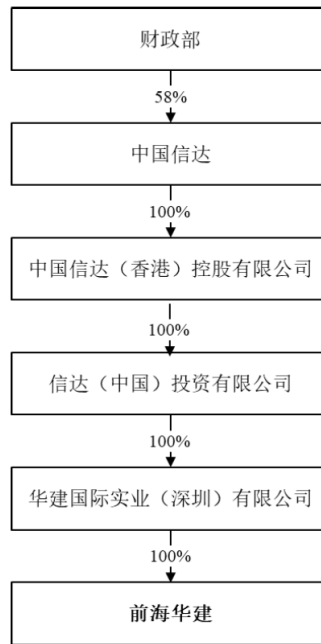 财政部
58%
中国信达
100%
中国信达（香港）控股有限公司
100%
信达（中国）投资有限公司
100%
华建国际实业（深圳）有限公司
100%
前海华建